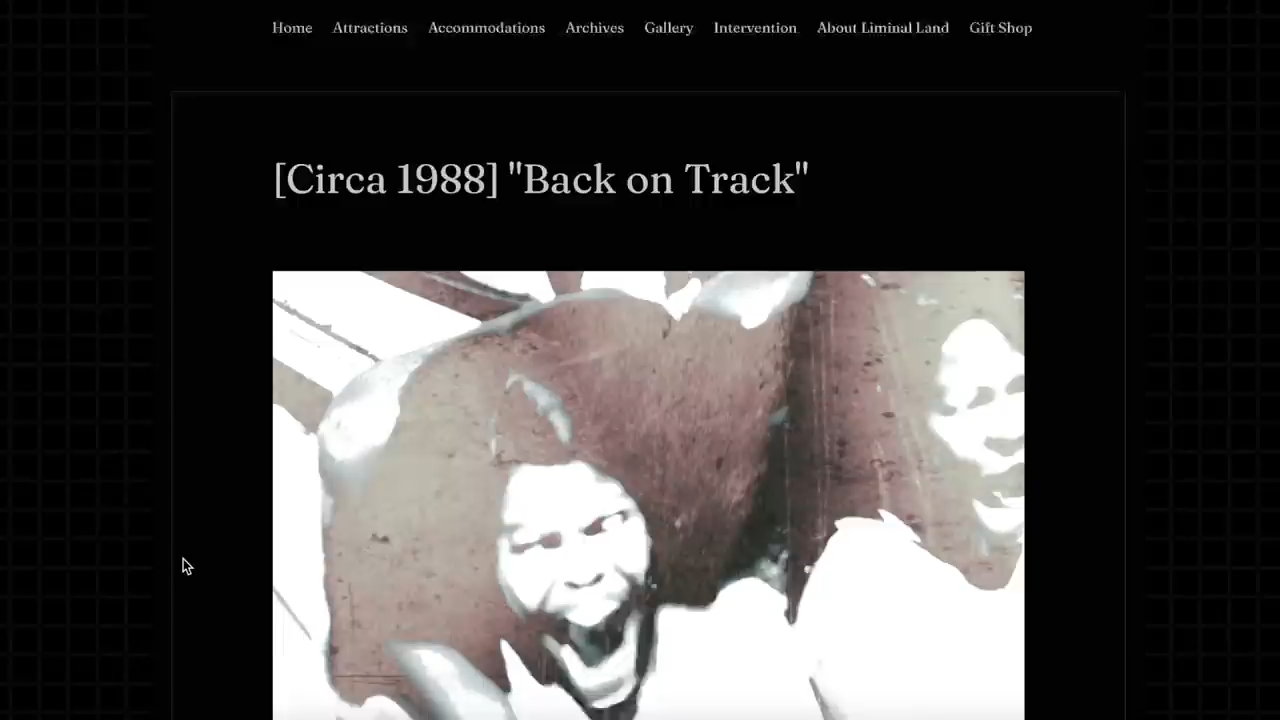 Home Attractions Accommodations Archives Gallery Intervention About Liminal Land Gift Shop
[Circa 1988] "Back on Track"